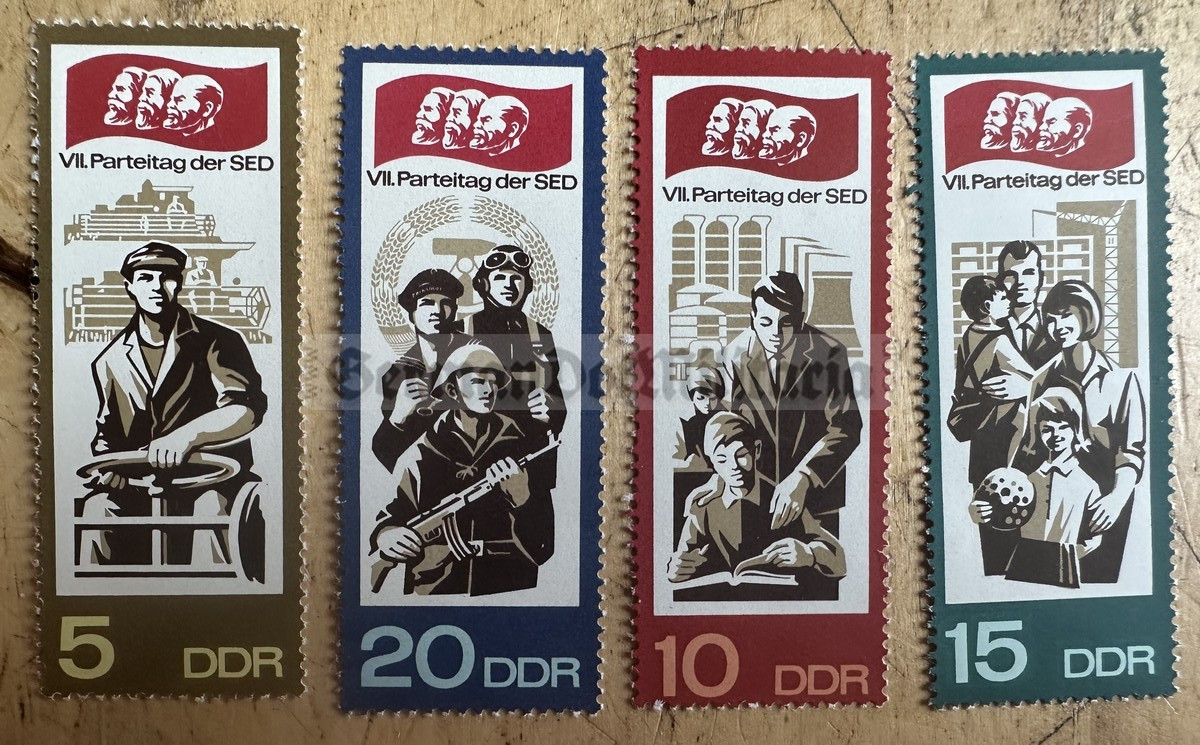 VII. Parteitag der SED
5 DDR
VII. Parteitag der SED
20 DDR
VII. Parteitag der SED
10 DDR
VII. Parteitag der SED
15 DDR
GermanDeMilitaria